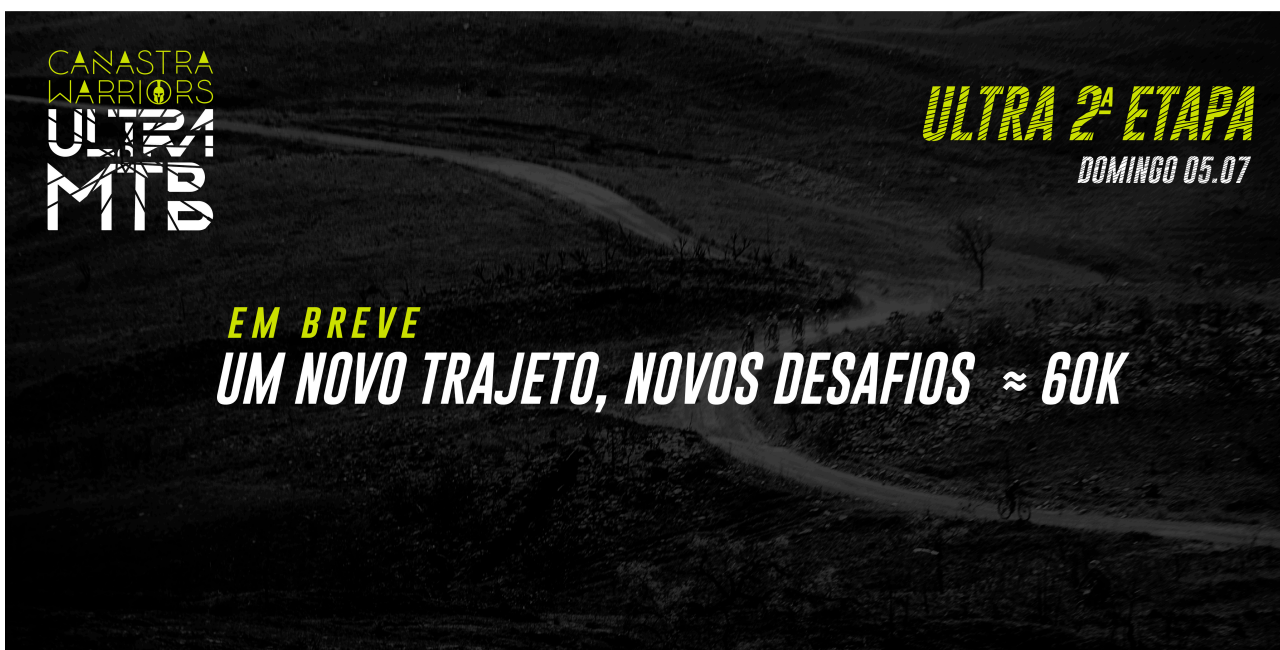 CANASTRA
WARRIORS
ULTRA
MTB
ULTRA 2ª ETAPA
DOMINGO 05.07
EM BREVE
UM NOVO TRAJETO, NOVOS DESAFIOS ≈ 60K